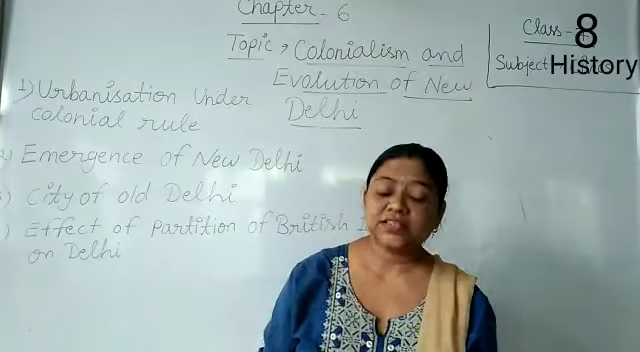 Chapter - 6
Class - 8
Subject History
Topic, Colonialism and
Evolution of New
Delhi
1) Urbanisation Under
colonial rule
Emergence of New Delhi
City of old Delhi
Effect of Partition of British
on Delhi